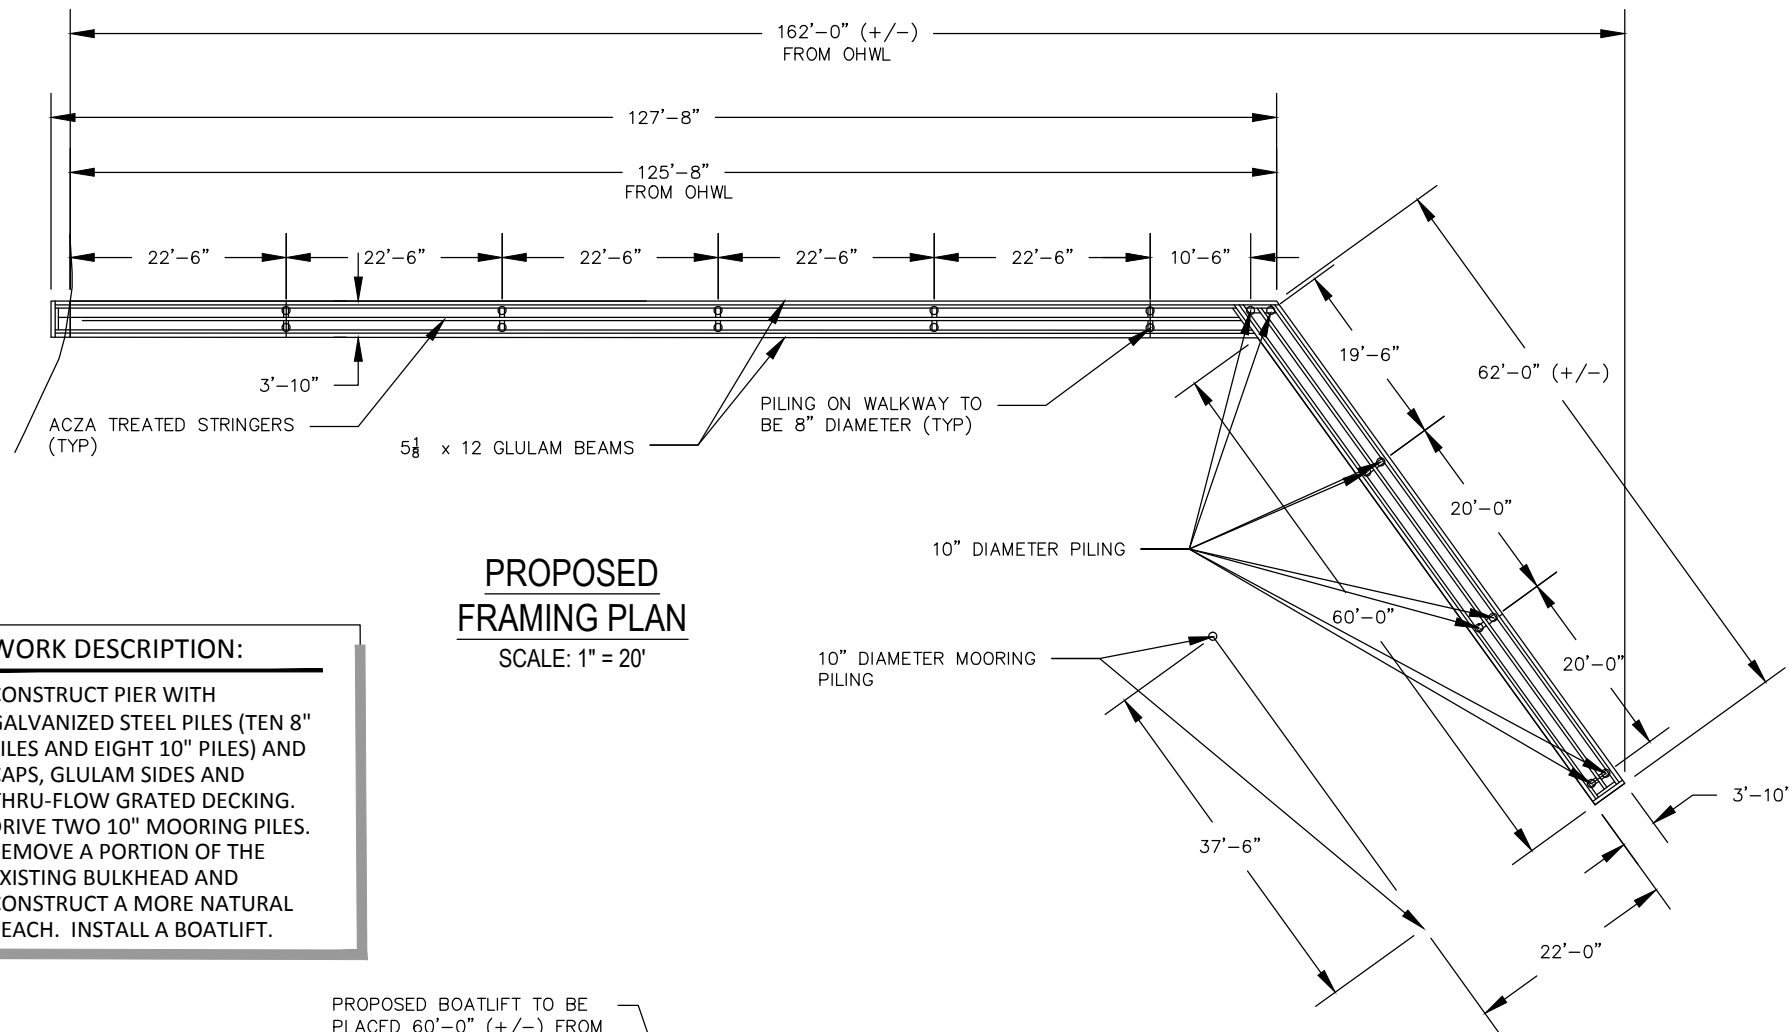 162'-0" (+/-)
FROM OHWL
127'-8"
125'-8"
FROM OHWL
22'-6"
22'-6"
22'-6"
22'-6"
22'-6"
10'-6"
3'-10"
ACZA TREATED STRINGERS
(TYP)
5 1/8 x 12 GLULAM BEAMS
PILING ON WALKWAY TO
BE 8" DIAMETER (TYP)
19'-6"
62'-0" (+/-)
20'-0"
10" DIAMETER PILING
60'-0"
20'-0"
10" DIAMETER MOORING
PILING
3'-10'
37'-6"
22'-0"
PROPOSED
FRAMING PLAN
SCALE: 1" = 20'
WORK DESCRIPTION:
CONSTRUCT PIER WITH
GALVANIZED STEEL PILES (TEN 8"
PILES AND EIGHT 10" PILES) AND
CAPS, GLULAM SIDES AND
THRU-FLOW GRATED DECKING.
DRIVE TWO 10" MOORING PILES.
REMOVE A PORTION OF THE
EXISTING BULKHEAD AND
CONSTRUCT A MORE NATURAL
BEACH. INSTALL A BOATLIFT.
PROPOSED BOATLIFT TO BE
PLACED 60'-0" (+/-) FROM